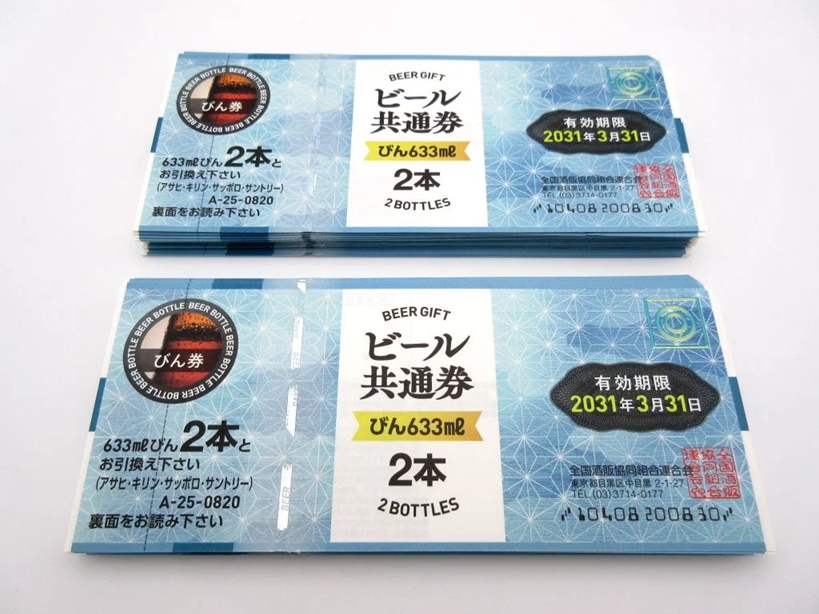 BEER BOTTLE BEER BOTTLE BEER BOTTLE BEER BOTTLE
びん券
633mlびん2本と
お引換え下さい
(アサヒ・キリン・サッポロ・サントリー)
A-25-0820
裏面をお読み下さい
BEER GIFT
ビール
共通券
びん633ml
2本
2 BOTTLES
有効期限
2031年3月31日
全国酒販協同組合連合会
東京都目黒区中目黒 2-1-27
TEL (03) 3714-0177
10408200830
BEER BOTTLE BEER BOTTLE BEER BOTTLE BEER BOTTLE
びん券
633mlびん2本と
お引換え下さい
(アサヒ・キリン・サッポロ・サントリー)
A-25-0820
裏面をお読み下さい
BEER
BEER GIFT
ビール
共通券
びん633ml
2本
2 BOTTLES
有効期限
2031年3月31日
全国酒販協同組合連合会
東京都目黒区中目黒 2-1-27
TEL (03) 3714-0177
10408200830